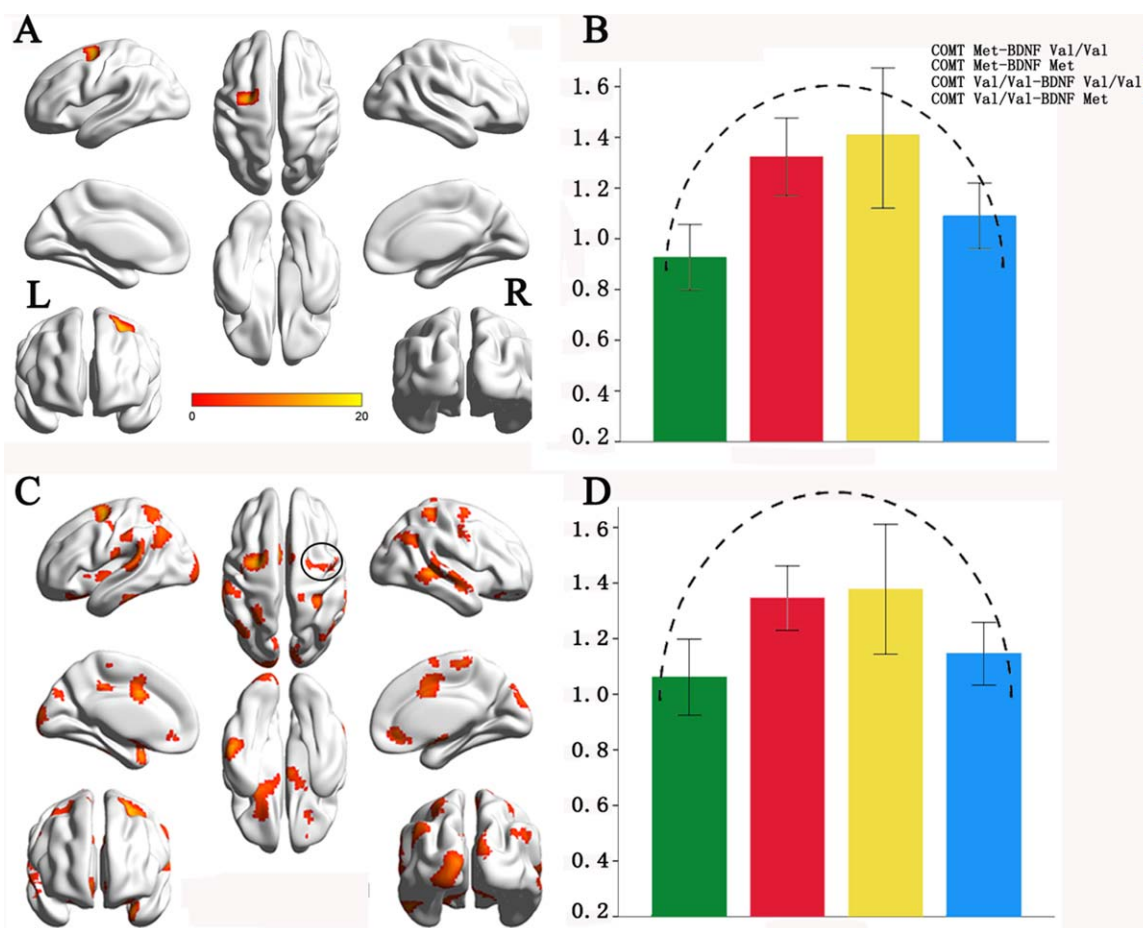 A
B
COMT Met-BDNF Val/Val
COMT Met-BDNF Met
COMT Val/Val-BDNF Val/Val
COMT Val/Val-BDNF Met
1.6
1.4
1.2
1.0
0.8
0.6
0.4
0.2
L
R
0
20
C
D
1.6
1.4
1.2
1.0
0.8
0.6
0.4
0.2